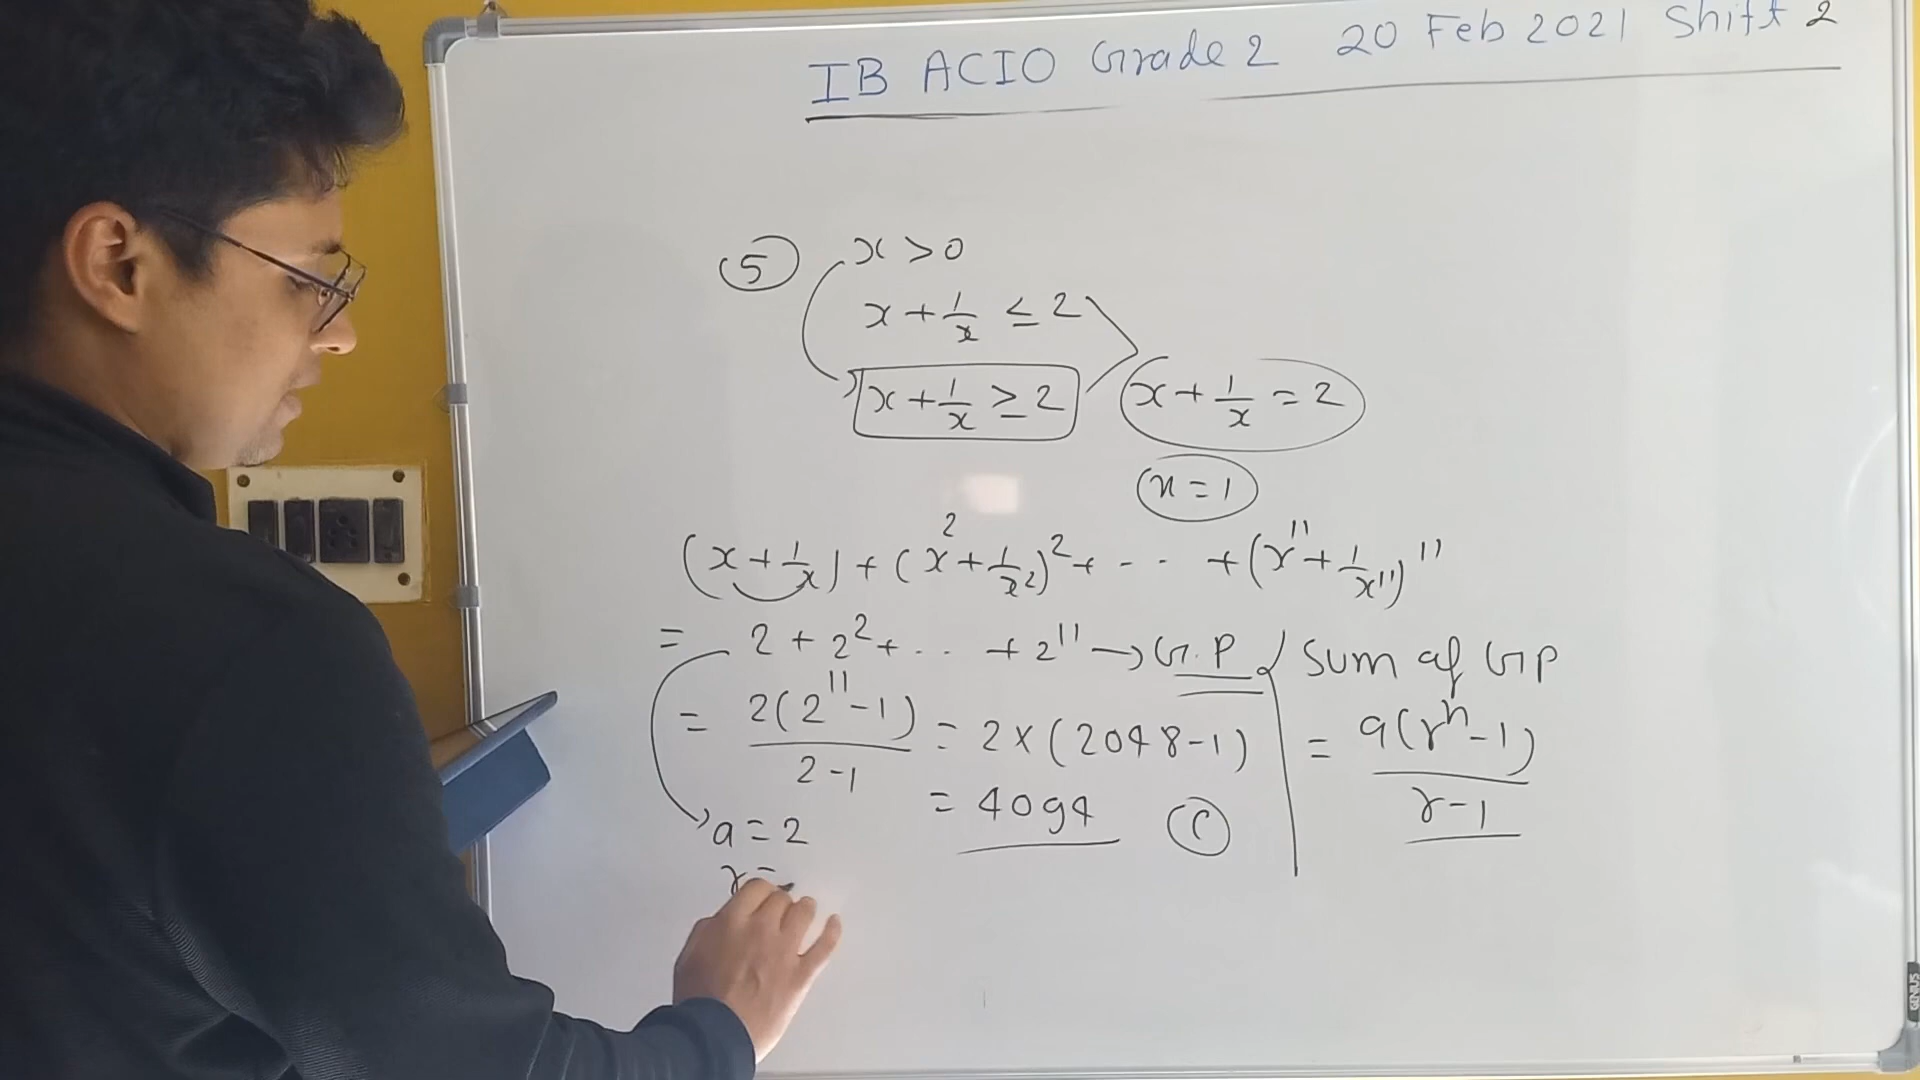 IB ACIO Grade 2 20 Feb 2021 Shift 2
(5) x > 0
x + 1/x ≤ 2
x + 1/x ≥ 2
x + 1/x = 2
x = 1
(x + 1/x) + (x² + 1/x²)² + - - + (x¹¹ + 1/x¹¹)¹¹
= 2 + 2² + . . . + 2¹¹ → G.P
= 2(2¹¹-1)/2-1 = 2 × (2048-1)
= 4094 (C)
a = 2
r =
Sum of GP
= a(rⁿ-1)/r-1
GENIUS